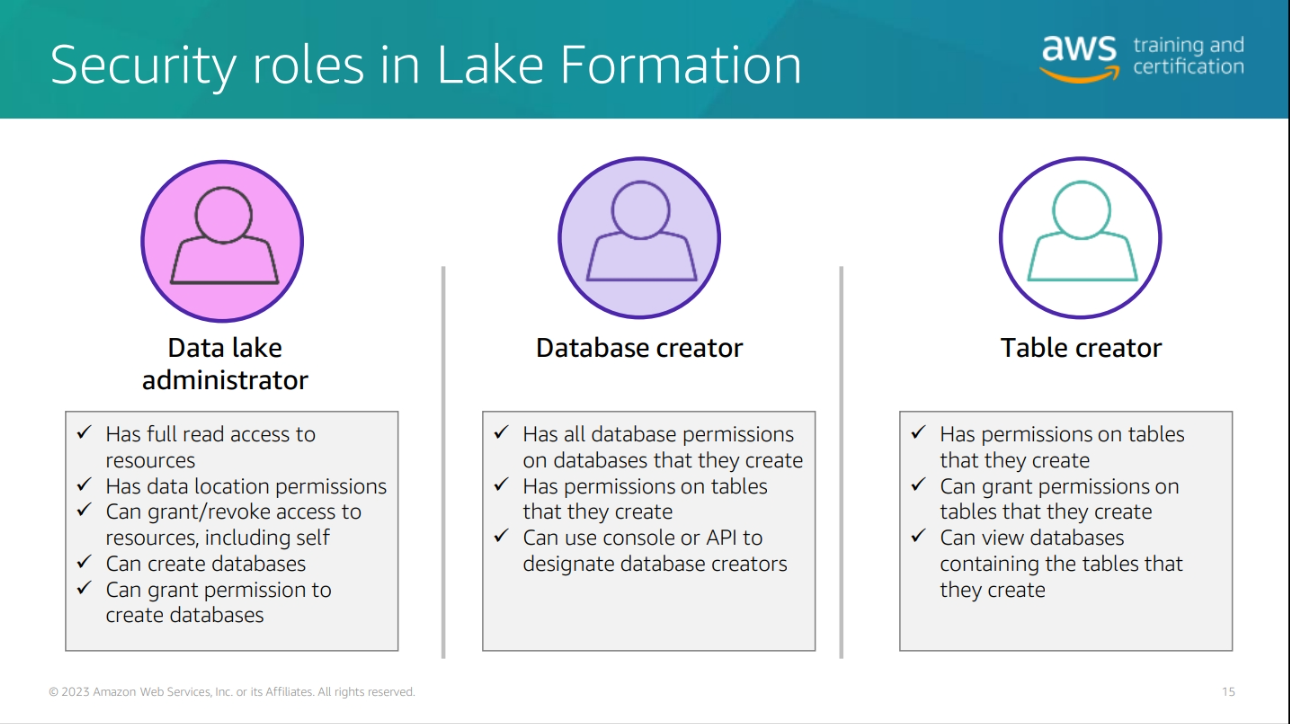 Security roles in Lake Formation
aws training and
certification
Data lake
administrator
✓ Has full read access to
resources
✓ Has data location permissions
✓ Can grant/revoke access to
resources, including self
✓ Can create databases
✓ Can grant permission to
create databases
Database creator
✓ Has all database permissions
on databases that they create
✓ Has permissions on tables
that they create
✓ Can use console or API to
designate database creators
Table creator
✓ Has permissions on tables
that they create
✓ Can grant permissions on
tables that they create
✓ Can view databases
containing the tables that
they create
© 2023 Amazon Web Services, Inc. or its Affiliates. All rights reserved.
15